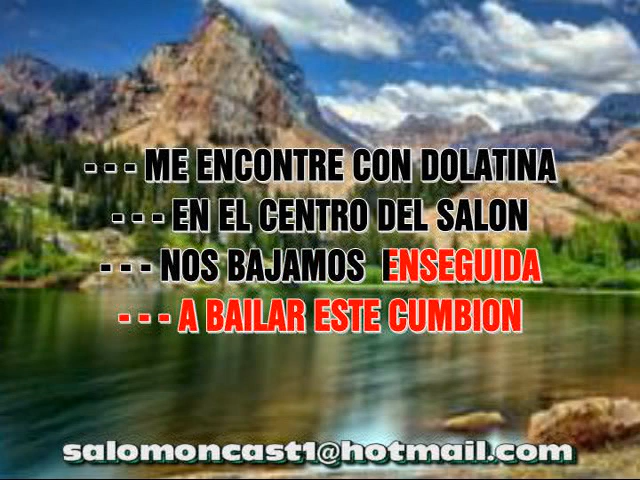 - - - ME ENCONTRE CON DOLATINA
- - - EN EL CENTRO DEL SALON
- - - NOS BAJAMOS ENSEGUIDA
- - - A BAILAR ESTE CUMBION
salomoncast1@hotmail.com